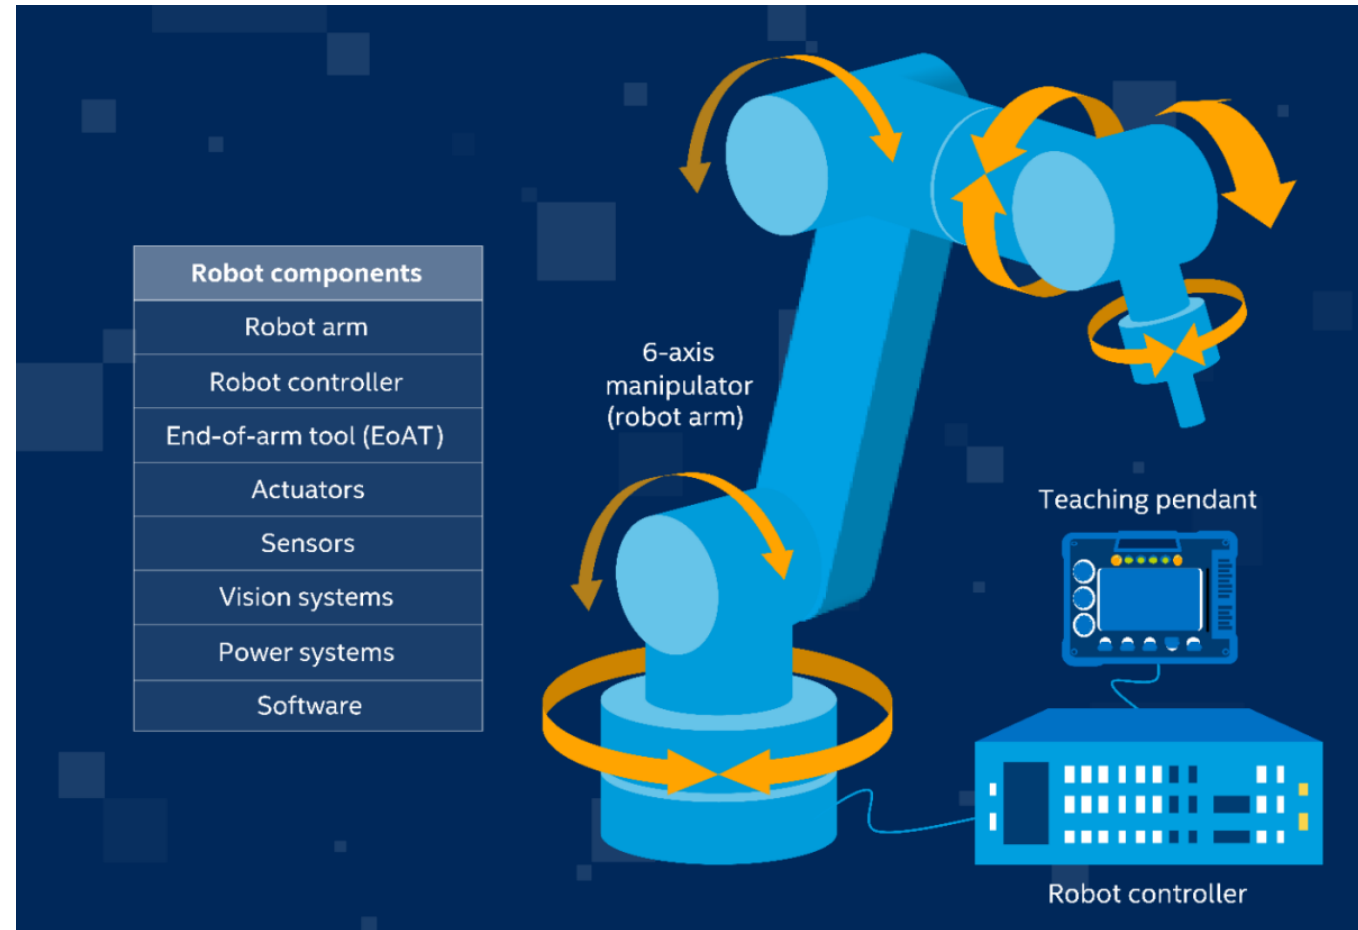 Robot components
Robot arm
Robot controller
End-of-arm tool (EoAT)
Actuators
Sensors
Vision systems
Power systems
Software
6-axis
manipulator
(robot arm)
Teaching pendant
Robot controller